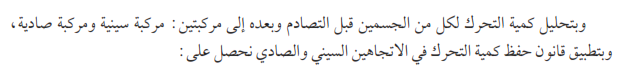 وبتحليل كمية التحرك لكل من الجسمين قبل التصادم وبعده إلى مركبتين : مركبة سينية ومركبة صادية ،
وبتطبيق قانون حفظ كمية التحرك في الاتجاهين السيني والصادي نحصل على :